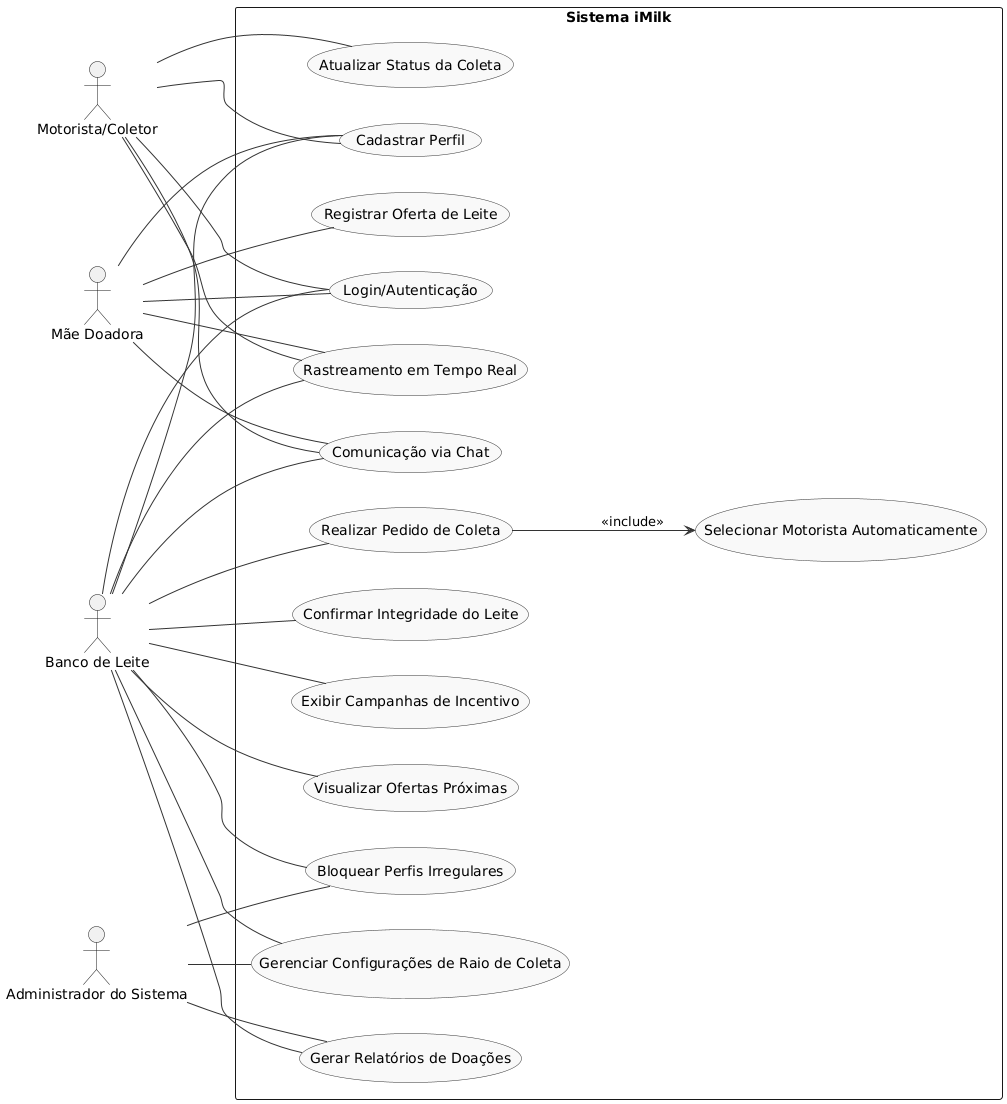 Sistema iMilk
Atualizar Status da Coleta
Motorista/Coletor
Cadastrar Perfil
Registrar Oferta de Leite
Login/Autenticação
Mãe Doadora
Rastreamento em Tempo Real
Comunicação via Chat
Realizar Pedido de Coleta
«include»
Selecionar Motorista Automaticamente
Confirmar Integridade do Leite
Banco de Leite
Exibir Campanhas de Incentivo
Visualizar Ofertas Próximas
Bloquear Perfis Irregulares
Gerenciar Configurações de Raio de Coleta
Administrador do Sistema
Gerar Relatórios de Doações